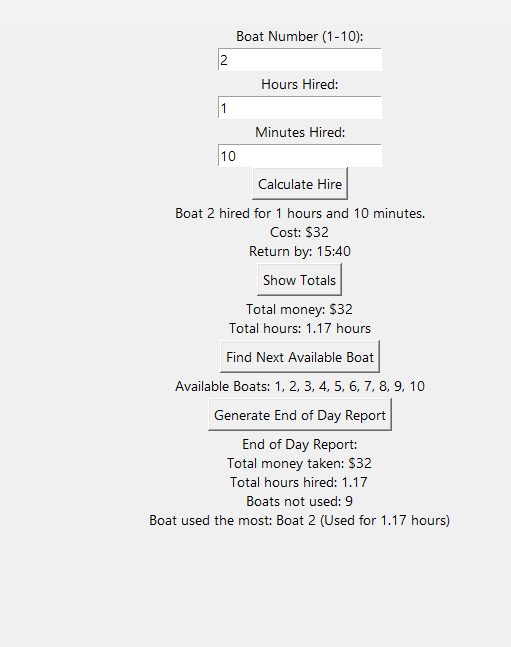 Boat Number (1-10):
2
Hours Hired:
1
Minutes Hired:
10
Calculate Hire
Boat 2 hired for 1 hours and 10 minutes.
Cost: $32
Return by: 15:40
Show Totals
Total money: $32
Total hours: 1.17 hours
Find Next Available Boat
Available Boats: 1, 2, 3, 4, 5, 6, 7, 8, 9, 10
Generate End of Day Report
End of Day Report:
Total money taken: $32
Total hours hired: 1.17
Boats not used: 9
Boat used the most: Boat 2 (Used for 1.17 hours)